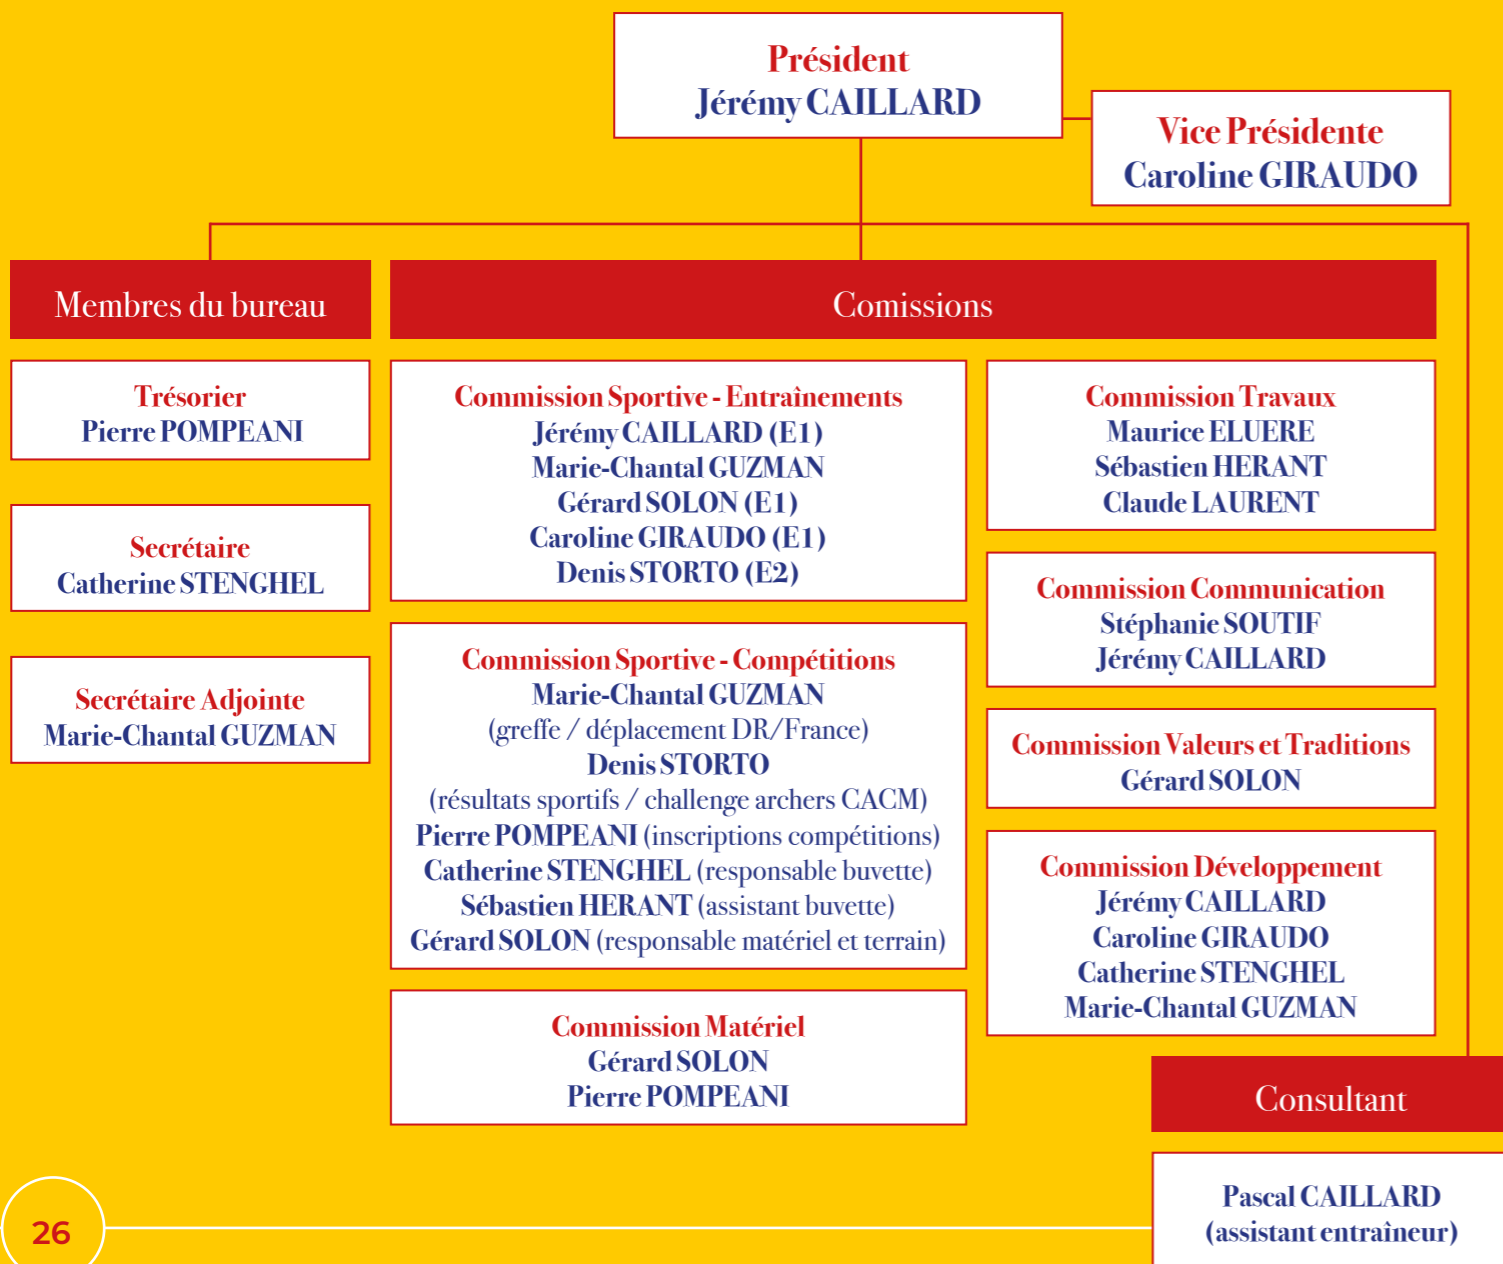 Président
Jérémy CAILLARD
Vice Présidente
Caroline GIRAUDO
Membres du bureau
Trésorier
Pierre POMPEANI
Secrétaire
Catherine STENGHEL
Secrétaire Adjointe
Marie-Chantal GUZMAN
Comissions
Commission Sportive - Entraînements
Jérémy CAILLARD (E1)
Marie-Chantal GUZMAN
Gérard SOLON (E1)
Caroline GIRAUDO (E1)
Denis STORTO (E2)
Commission Sportive - Compétitions
Marie-Chantal GUZMAN
(greffe / déplacement DR/France)
Denis STORTO
(résultats sportifs / challenge archers CACM)
Pierre POMPEANI (inscriptions compétitions)
Catherine STENGHEL (responsable buvette)
Sébastien HERANT (assistant buvette)
Gérard SOLON (responsable matériel et terrain)
Commission Matériel
Gérard SOLON
Pierre POMPEANI
Commission Travaux
Maurice ELUERE
Sébastien HERANT
Claude LAURENT
Commission Communication
Stéphanie SOUTIF
Jérémy CAILLARD
Commission Valeurs et Traditions
Gérard SOLON
Commission Développement
Jérémy CAILLARD
Caroline GIRAUDO
Catherine STENGHEL
Marie-Chantal GUZMAN
Consultant
Pascal CAILLARD
(assistant entraîneur)
26